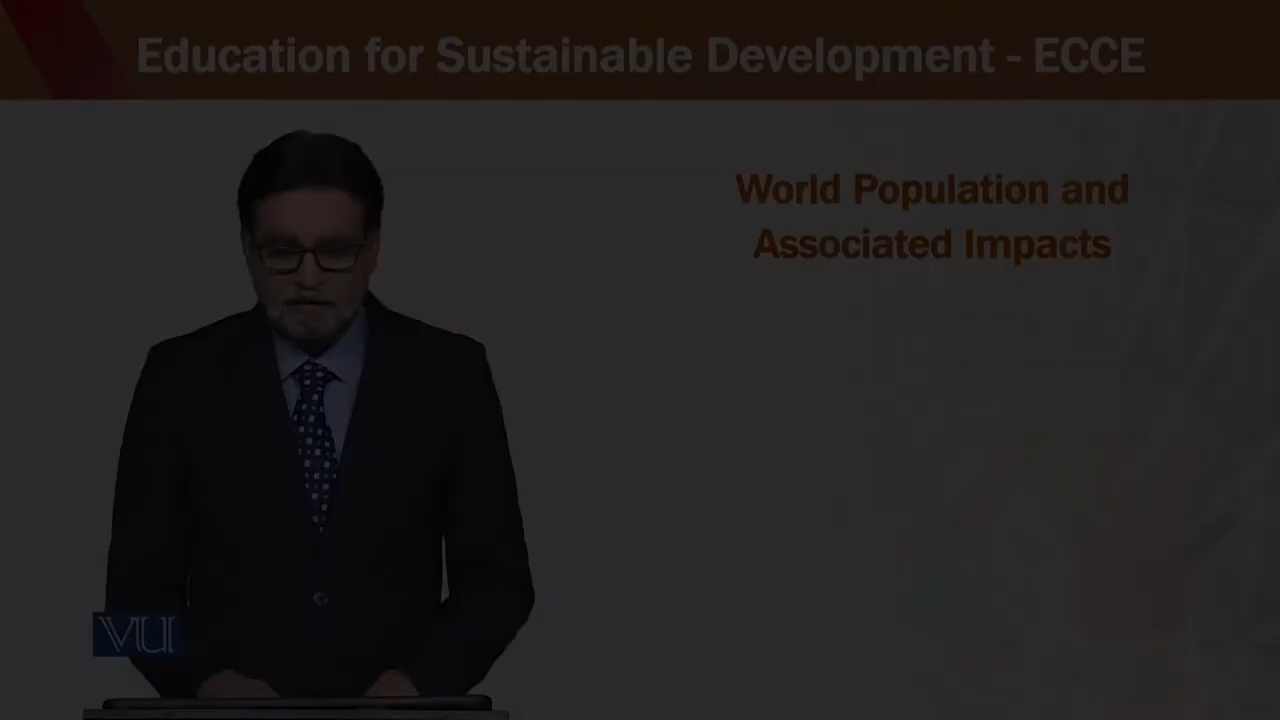 Education for Sustainable Development - ECCE
World Population and
Associated Impacts
VU